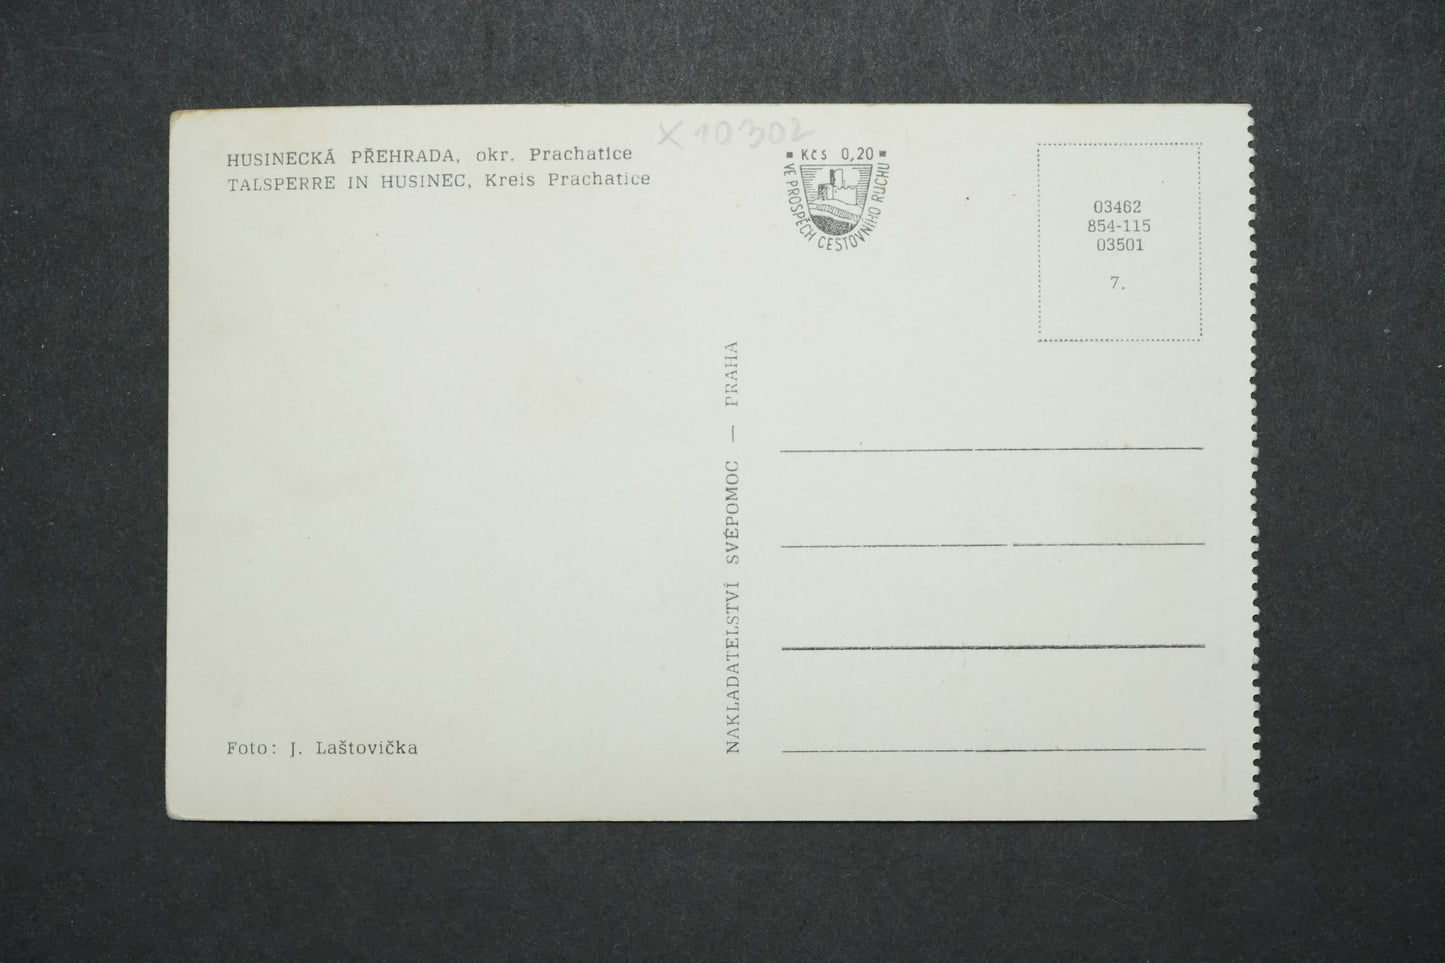 X 10302
HUSINECKÁ PŘEHRADA, okr. Prachatice
TALSPERRE IN HUSINEC, Kreis Prachatice
Kčs 0,20
VE PROSPĚCH CESTOVNÍHO RUCHU
03462
854-115
03501
7.
NAKLADATELSTVÍ SVÉPOMOC — PRAHA
Foto: J. Laštovička